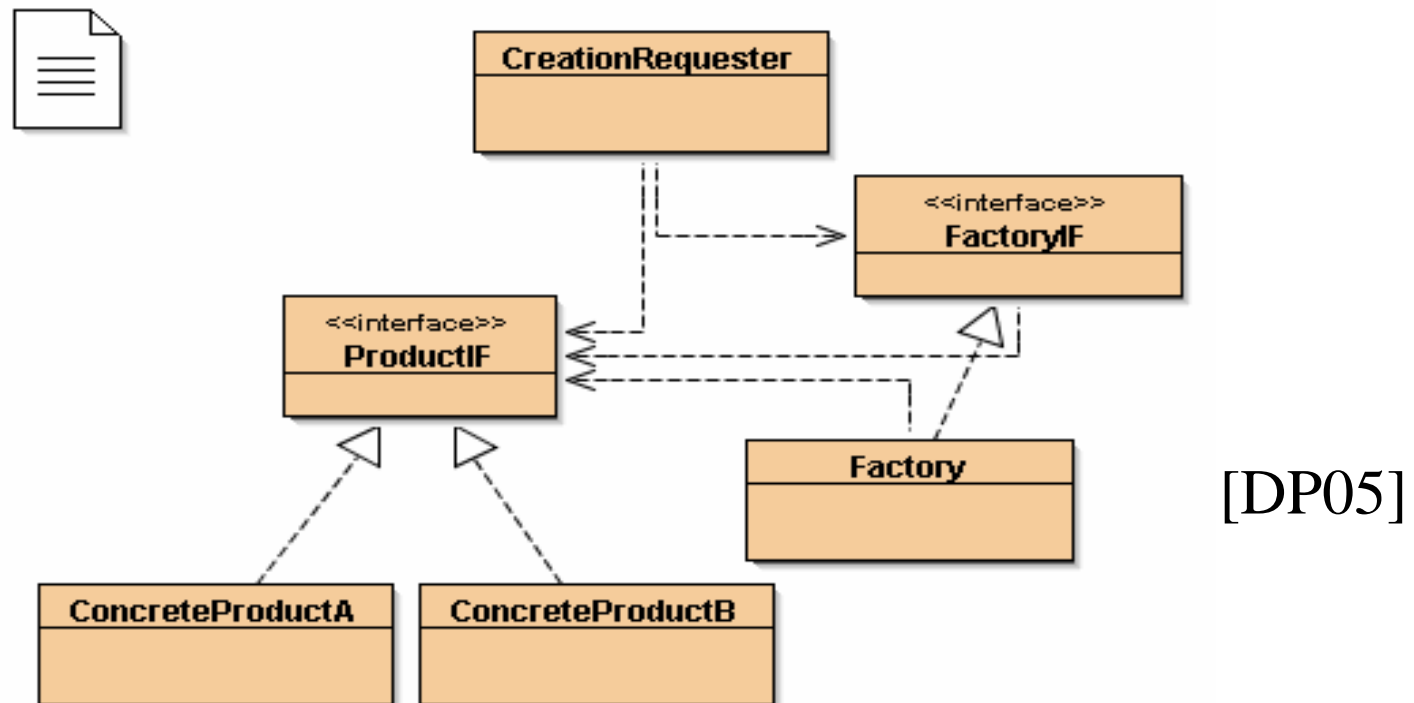 CreationRequester
<<interface>>
FactoryIF
<<interface>>
ProductIF
Factory
[DP05]
ConcreteProductA
ConcreteProductB